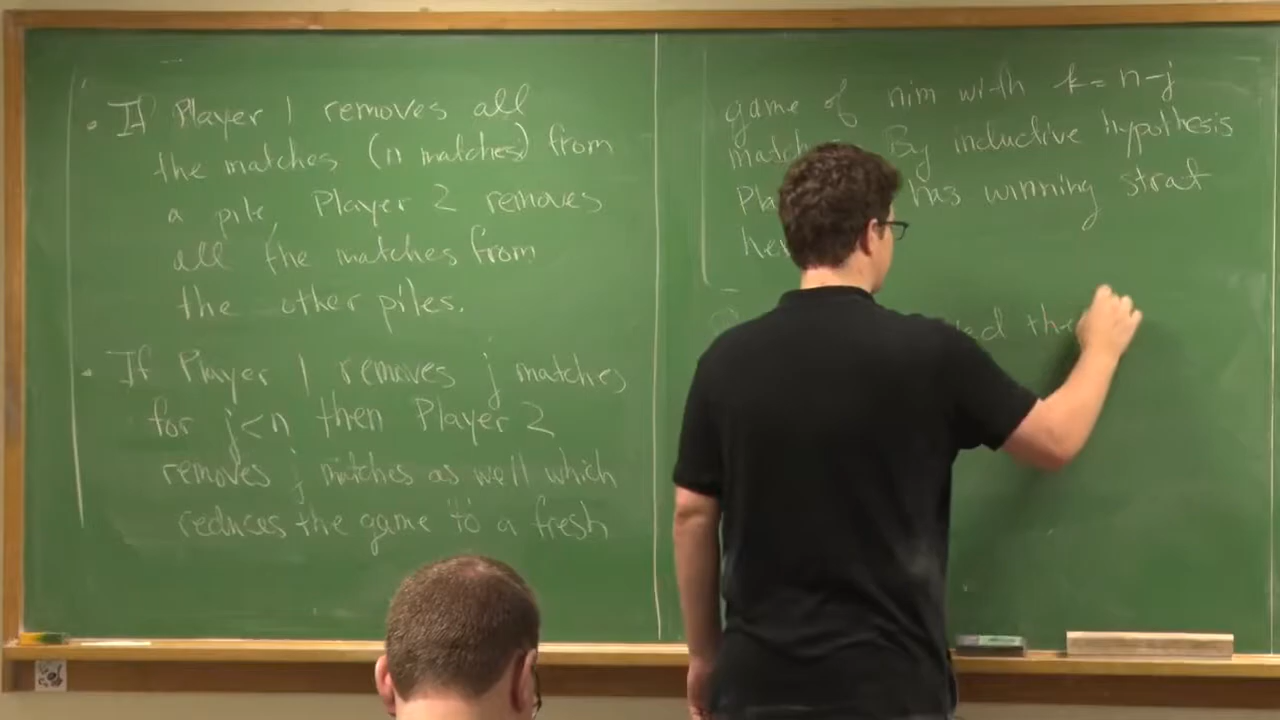 If Player 1 removes all
the matches (n matches) from
a pile, Player 2 removes
all the matches from
the other piles.
If Player 1 removes j matches
for j<n then Player 2
removes j matches as well which
reduces the game to a fresh
game of nim with k = n-j
By inductive hypothesis
has winning strat
the